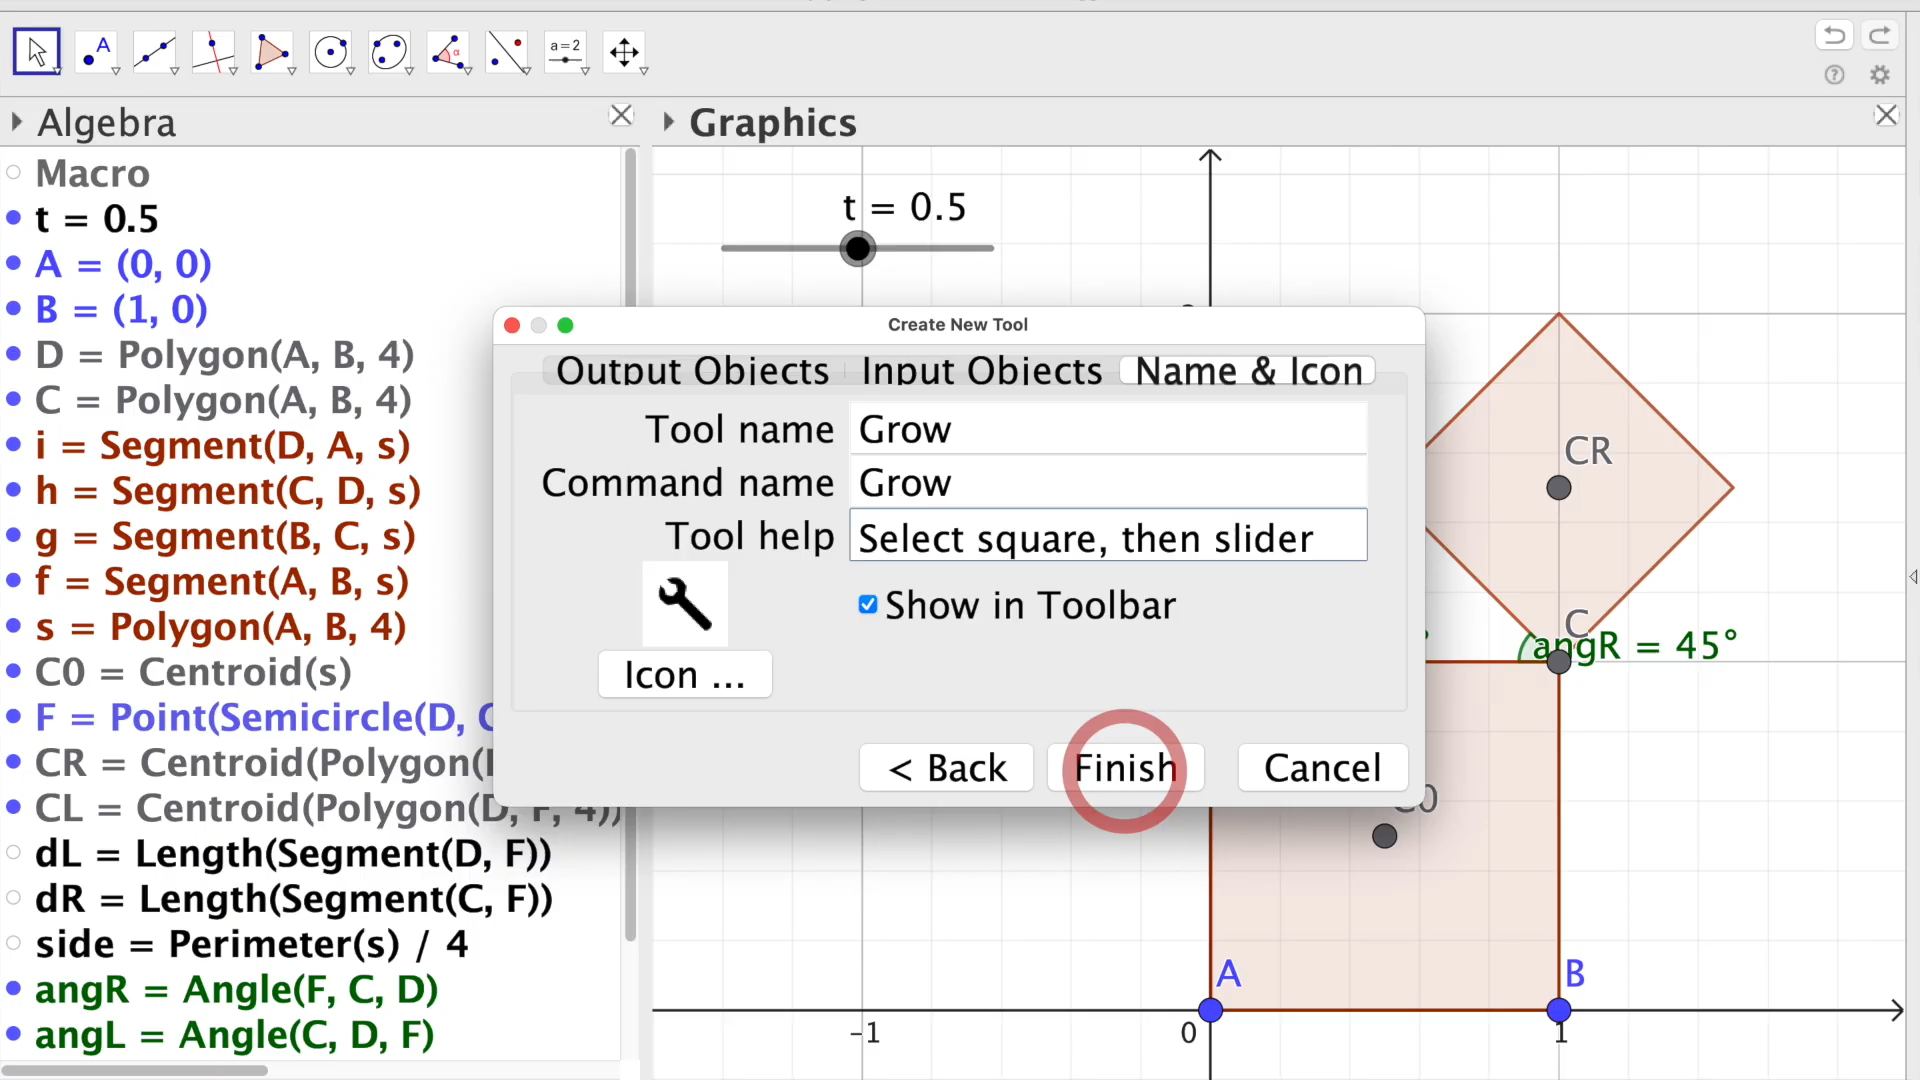 A
α
a=2
Algebra
Graphics
Macro
t = 0.5
A = (0, 0)
B = (1, 0)
D = Polygon(A, B, 4)
C = Polygon(A, B, 4)
i = Segment(D, A, s)
h = Segment(C, D, s)
g = Segment(B, C, s)
f = Segment(A, B, s)
s = Polygon(A, B, 4)
C0 = Centroid(s)
F = Point(Semicircle(D, C
CR = Centroid(Polygon(
CL = Centroid(Polygon(D, F, 4))
dL = Length(Segment(D, F))
dR = Length(Segment(C, F))
side = Perimeter(s) / 4
angR = Angle(F, C, D)
angL = Angle(C, D, F)
t = 0.5
Create New Tool
Output Objects Input Objects Name & Icon
Tool name Grow
Command name Grow
Tool help Select square, then slider
Show in Toolbar
Icon ...
< Back Finish Cancel
CR
C
angR = 45°
C0
A
B
−1
0
1